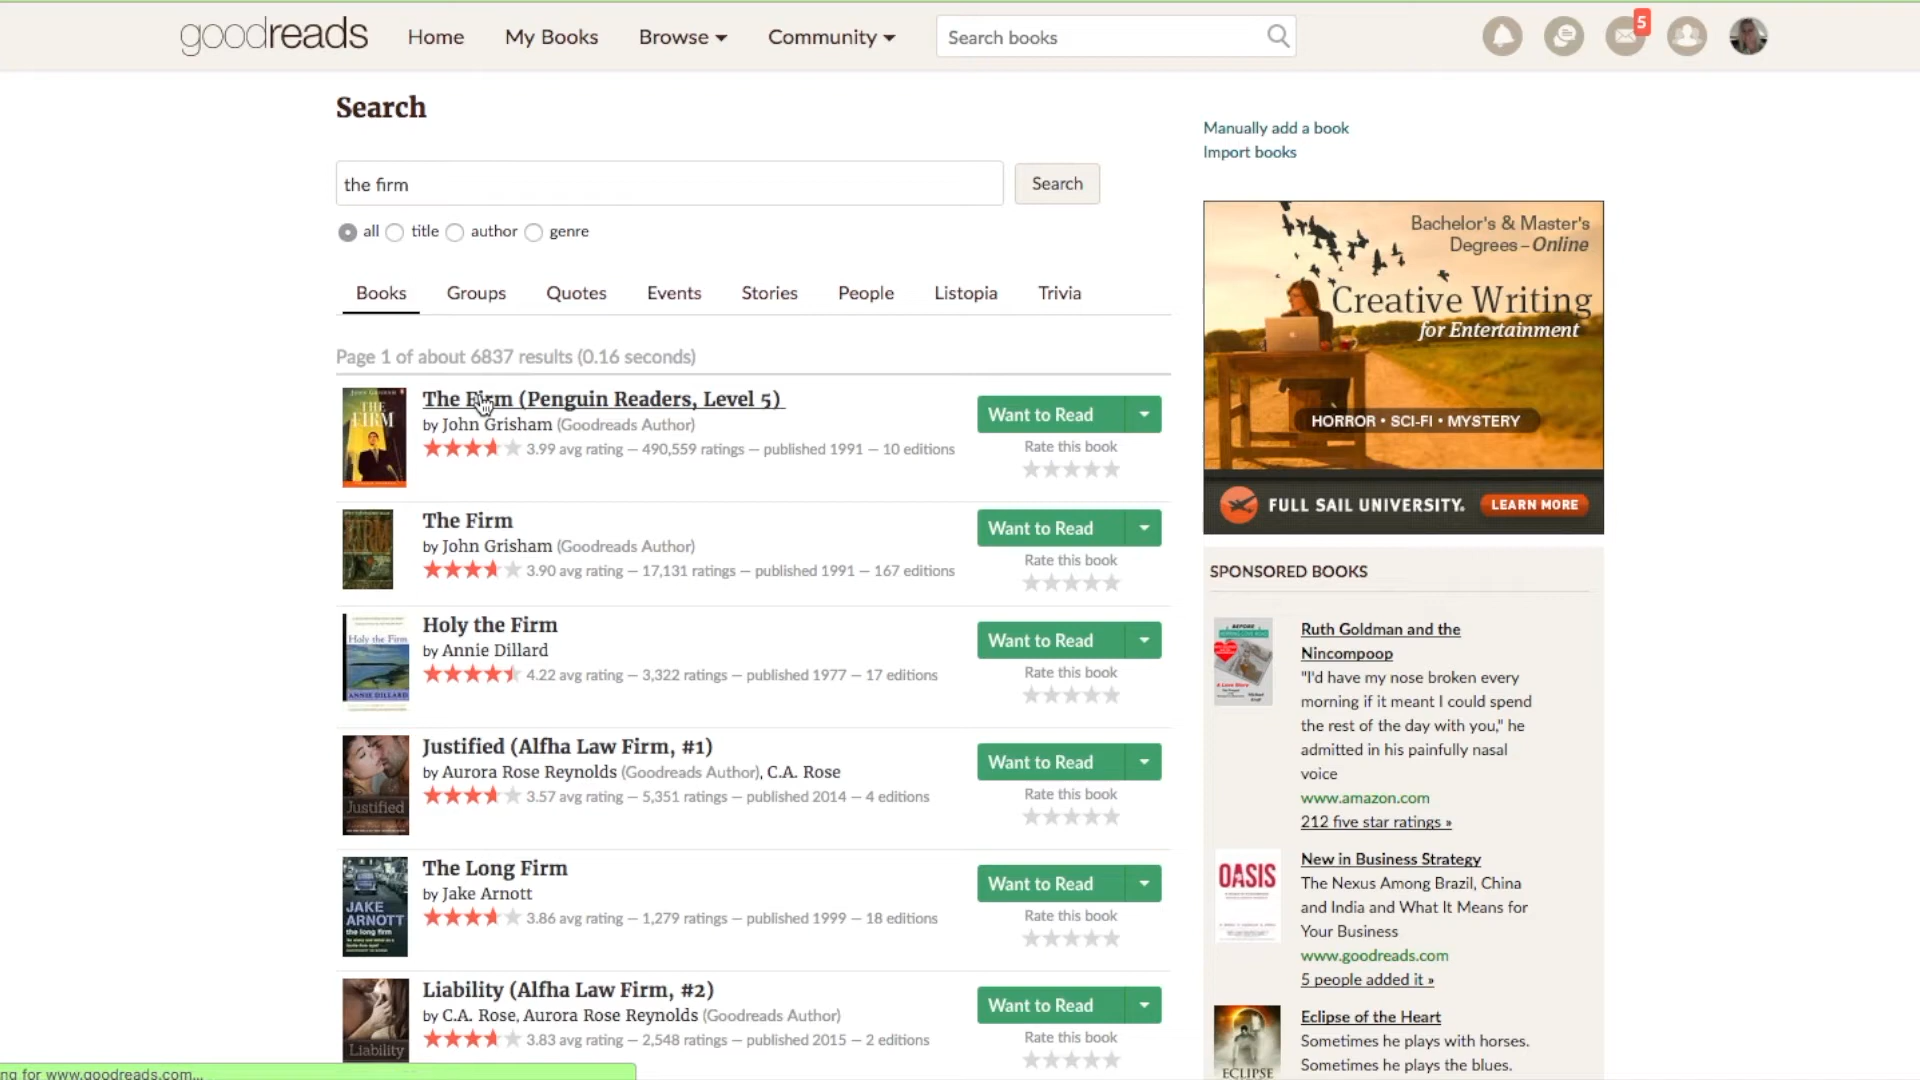 goodreads Home My Books Browse Community Search books 5
Search
Manually add a book
Import books
the firm Search
all title author genre
Books Groups Quotes Events Stories People Listopia Trivia
Page 1 of about 6837 results (0.16 seconds)
JOHN GRISHAM
THE
FIRM
The Firm (Penguin Readers, Level 5)
by John Grisham (Goodreads Author)
3.99 avg rating — 490,559 ratings — published 1991 — 10 editions
Want to Read
Rate this book
The Firm
by John Grisham (Goodreads Author)
3.90 avg rating — 17,131 ratings — published 1991 — 167 editions
Want to Read
Rate this book
Holy the Firm
ANNIE DILLARD
Holy the Firm
by Annie Dillard
4.22 avg rating — 3,322 ratings — published 1977 — 17 editions
Want to Read
Rate this book
Justified
Justified (Alfha Law Firm, #1)
by Aurora Rose Reynolds (Goodreads Author), C.A. Rose
3.57 avg rating — 5,351 ratings — published 2014 — 4 editions
Want to Read
Rate this book
JAKE
ARNOTT
the long firm
The Long Firm
by Jake Arnott
3.86 avg rating — 1,279 ratings — published 1999 — 18 editions
Want to Read
Rate this book
Liability
Liability (Alfha Law Firm, #2)
by C.A. Rose, Aurora Rose Reynolds (Goodreads Author)
3.83 avg rating — 2,548 ratings — published 2015 — 2 editions
Want to Read
Rate this book
Bachelor's & Master's
Degrees – Online
Creative Writing
for Entertainment
HORROR • SCI-FI • MYSTERY
FULL SAIL UNIVERSITY. LEARN MORE
SPONSORED BOOKS
Ruth Goldman and the
Nincompoop
"I'd have my nose broken every
morning if it meant I could spend
the rest of the day with you," he
admitted in his painfully nasal
voice
www.amazon.com
212 five star ratings »
OASIS
New in Business Strategy
The Nexus Among Brazil, China
and India and What It Means for
Your Business
www.goodreads.com
5 people added it »
ECLIPSE
Eclipse of the Heart
Sometimes he plays with horses.
Sometimes he plays the blues.
ng for www.goodreads.com...